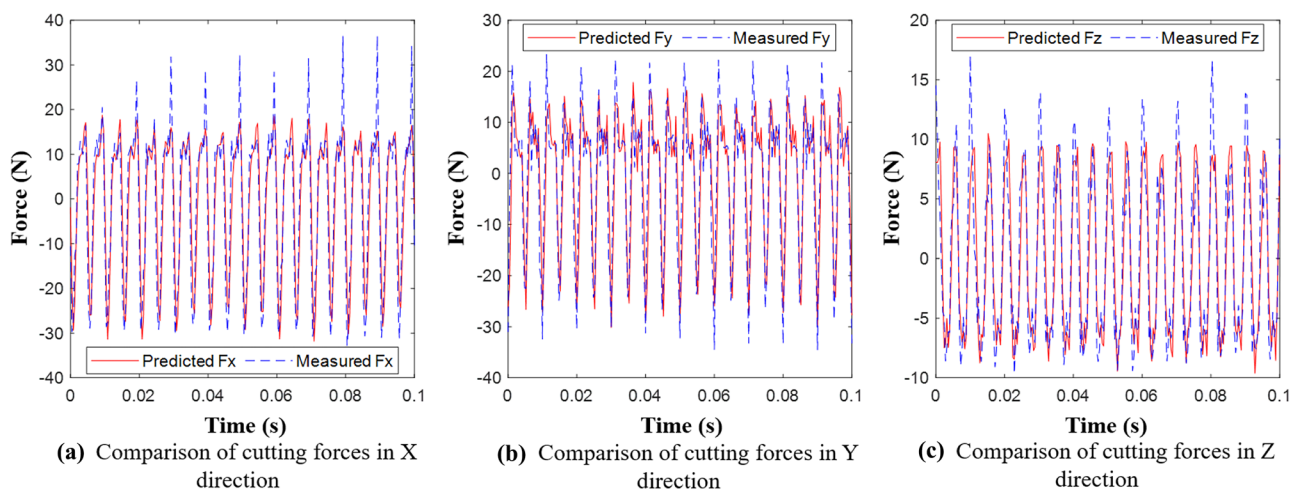 40
30
20
10
0
-10
-20
-30
-40
Force (N)
Predicted Fx Measured Fx
0 0.02 0.04 0.06 0.08 0.1
Time (s)
(a) Comparison of cutting forces in X
direction
30
20
10
0
-10
-20
-30
-40
Force (N)
Predicted Fy Measured Fy
0 0.02 0.04 0.06 0.08 0.1
Time (s)
(b) Comparison of cutting forces in Y
direction
20
15
10
5
0
-5
-10
Force (N)
Predicted Fz Measured Fz
0 0.02 0.04 0.06 0.08 0.1
Time (s)
(c) Comparison of cutting forces in Z
direction